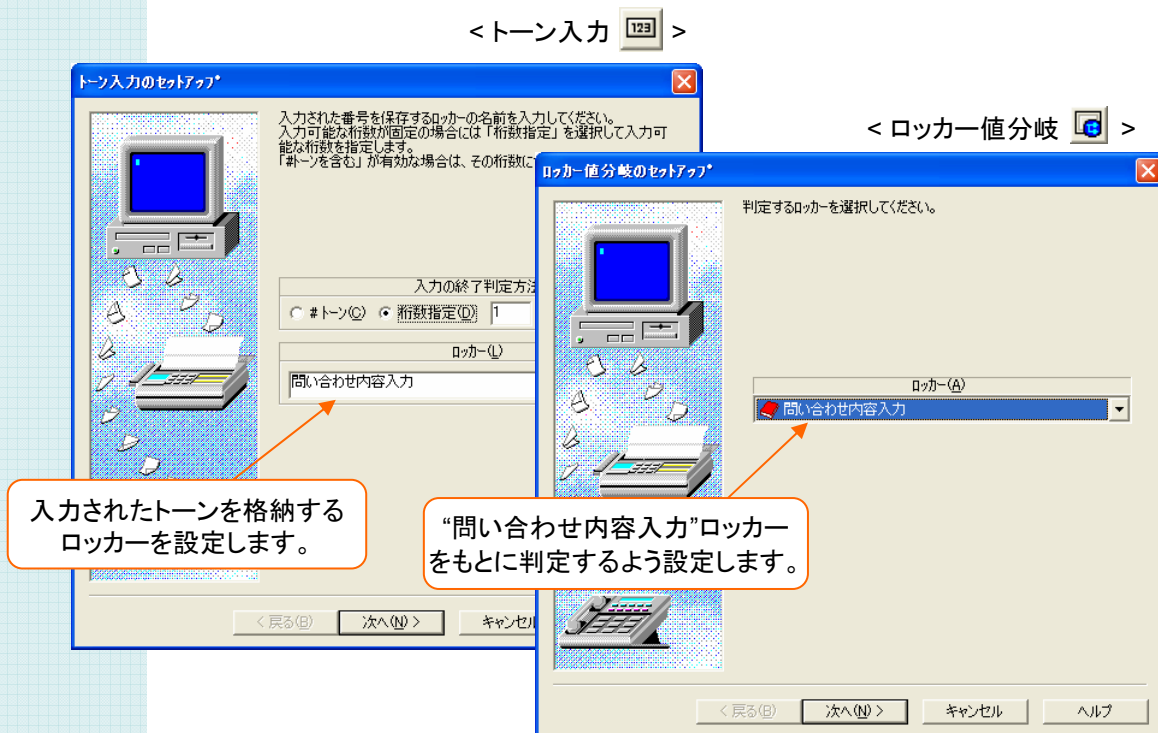 <トーン入力 123 >
トーン入力のセットアップ
入力された番号を保存するロッカーの名前を入力してください。
入力可能な桁数が固定の場合には「桁数指定」を選択して入力可
能な桁数を指定します。
「#トーンを含む」が有効な場合は、その桁数に
入力の終了判定方法
#トーン(C) 桁数指定(D) 1
ロッカー(L)
問い合わせ内容入力
入力されたトーンを格納する
ロッカーを設定します。
< 戻る(B) 次へ(N) > キャンセル
<ロッカー値分岐 >
ロッカー値分岐のセットアップ
判定するロッカーを選択してください。
ロッカー(A)
問い合わせ内容入力
“問い合わせ内容入力”ロッカー
をもとに判定するよう設定します。
< 戻る(B) 次へ(N) > キャンセル ヘルプ